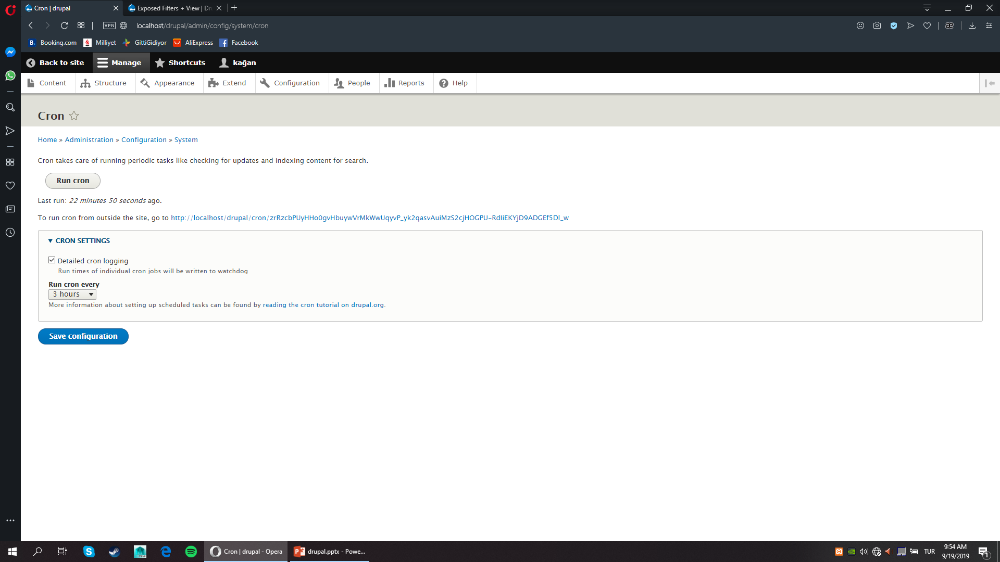 Cron | drupal
Exposed Filters + View | Dr
VPN
localhost/drupal/admin/config/system/cron
B. Booking.com
Milliyet
GittiGidiyor
AliExpress
Facebook
Back to site
Manage
Shortcuts
kağan
Content
Structure
Appearance
Extend
Configuration
People
Reports
Help
Cron
Home » Administration » Configuration » System
Cron takes care of running periodic tasks like checking for updates and indexing content for search.
Run cron
Last run: 22 minutes 50 seconds ago.
To run cron from outside the site, go to http://localhost/drupal/cron/zrRzcbPUyHHo0gvHbuywVrMkWwUqyvP_yk2qasvAuiMzS2cjHOGPU-RdIiEKYjD9ADGEf5Dl_w
▼ CRON SETTINGS
Detailed cron logging
Run times of individual cron jobs will be written to watchdog
Run cron every
3 hours
More information about setting up scheduled tasks can be found by reading the cron tutorial on drupal.org.
Save configuration
Cron | drupal - Opera
drupal.pptx - Powe...
TUR
9:54 AM
9/19/2019
1